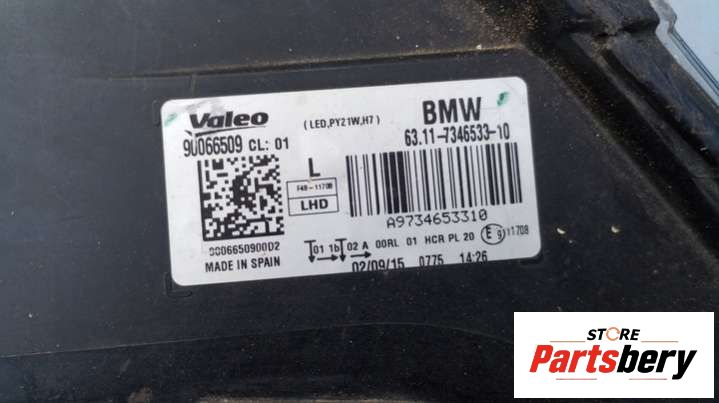 Valeo
(LED,PY21W,H7)
BMW
90066509 CL: 01
63.11-7346533-10
L
F48-11708
LHD
A9734653310
9006650900D2
01 1b 02 A 00RL 01 HCR PL 20 E9 11708
MADE IN SPAIN
02/09/15 0775 14:26
STORE
Partsbery